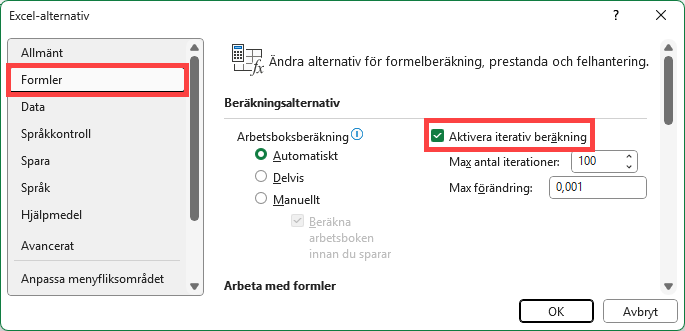 Excel-alternativ
Allmänt
Formler
Data
Språkkontroll
Spara
Språk
Hjälpmedel
Avancerat
Anpassa menyfliksområdet
fx
Ändra alternativ för formelberäkning, prestanda och felhantering.
Beräkningsalternativ
Arbetsboksberäkning
Automatiskt
Delvis
Manuellt
Beräkna
arbetsboken
innan du sparar
Aktivera iterativ beräkning
Max antal iterationer: 100
Max förändring: 0,001
Arbeta med formler
OK
Avbryt